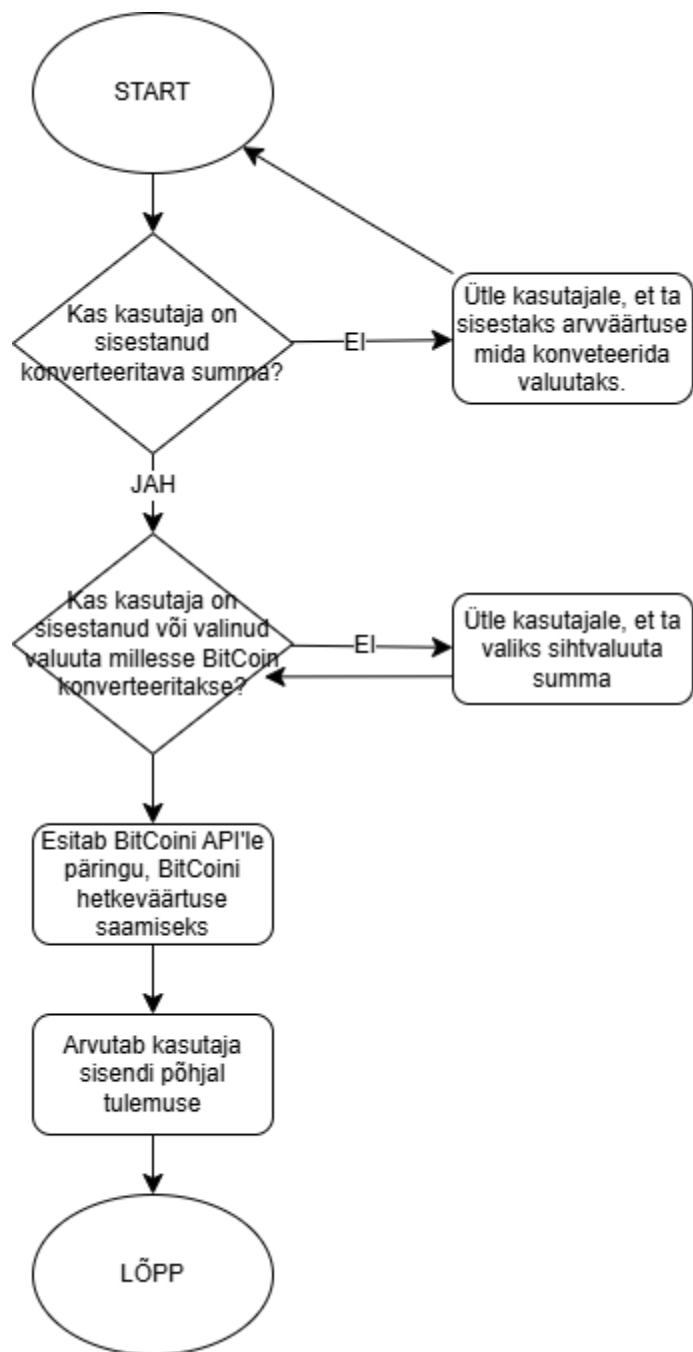 START
Kas kasutaja on
sisestanud
konverteeritava summa?
EI
Ütle kasutajale, et ta
sisestaks arvväärtuse
mida konveteerida
valuutaks.
JAH
Kas kasutaja on
sisestanud või valinud
valuuta millesse BitCoin
konverteeritakse?
EI
Ütle kasutajale, et ta
valiks sihtvaluuta
summa
Esitab BitCoini API'le
päringu, BitCoini
hetkeväärtuse
saamiseks
Arvutab kasutaja
sisendi põhjal
tulemuse
LÕPP